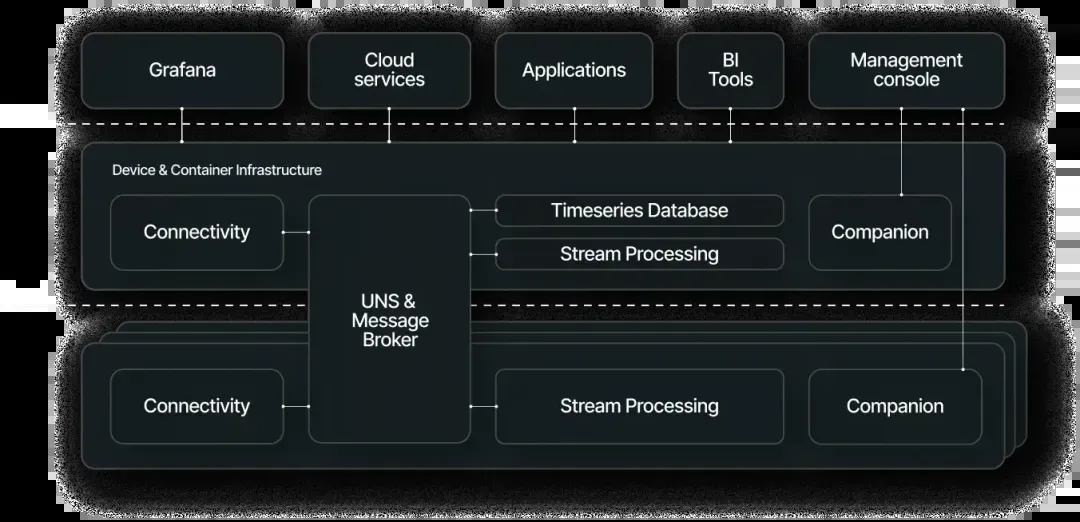 Grafana
Cloud
services
Applications
BI
Tools
Management
console
Device & Container Infrastructure
Connectivity
Timeseries Database
Stream Processing
Companion
UNS &
Message
Broker
Connectivity
Stream Processing
Companion